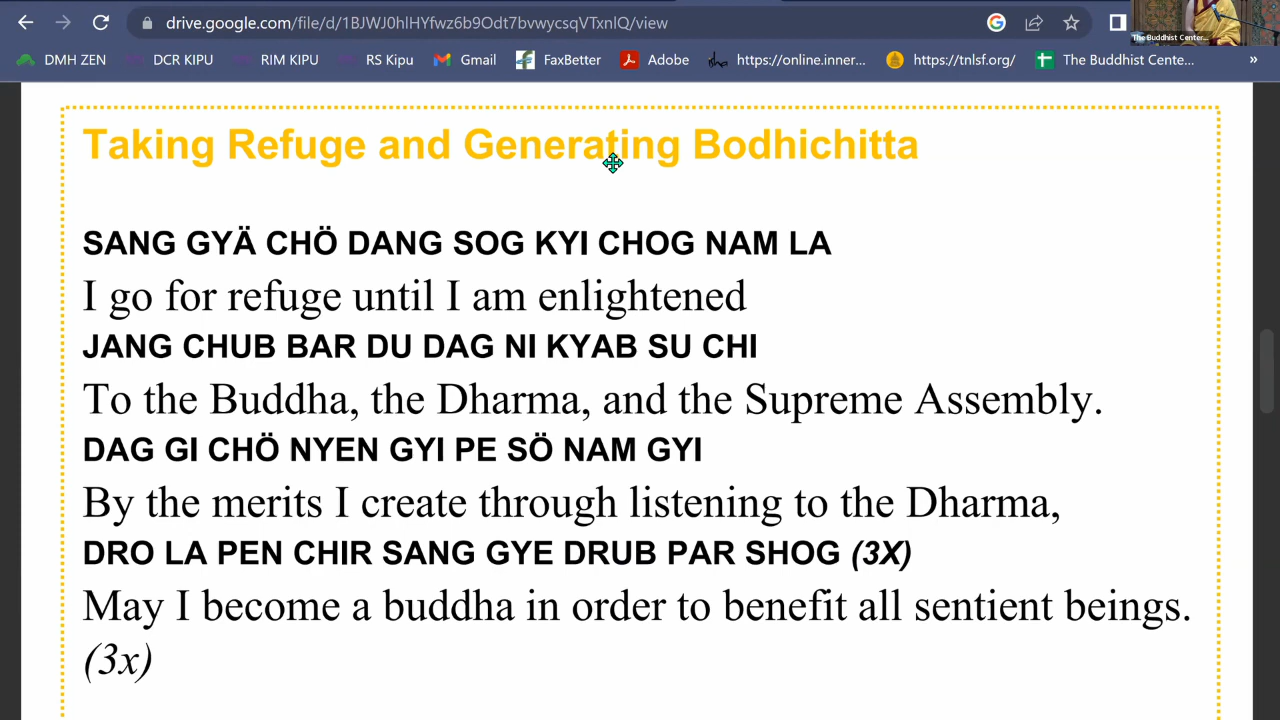 drive.google.com/file/d/1BJWJ0hlHYfwz6b9Odt7bvwycsqVTxnlQ/view
The Buddhist Center...
DMH ZEN DCR KIPU RIM KIPU RS Kipu Gmail FaxBetter Adobe https://online.inner... https://tnlsf.org/ The Buddhist Cente... »
Taking Refuge and Generating Bodhichitta
SANG GYÄ CHÖ DANG SOG KYI CHOG NAM LA
I go for refuge until I am enlightened
JANG CHUB BAR DU DAG NI KYAB SU CHI
To the Buddha, the Dharma, and the Supreme Assembly.
DAG GI CHÖ NYEN GYI PE SÖ NAM GYI
By the merits I create through listening to the Dharma,
DRO LA PEN CHIR SANG GYE DRUB PAR SHOG (3X)
May I become a buddha in order to benefit all sentient beings.
(3x)